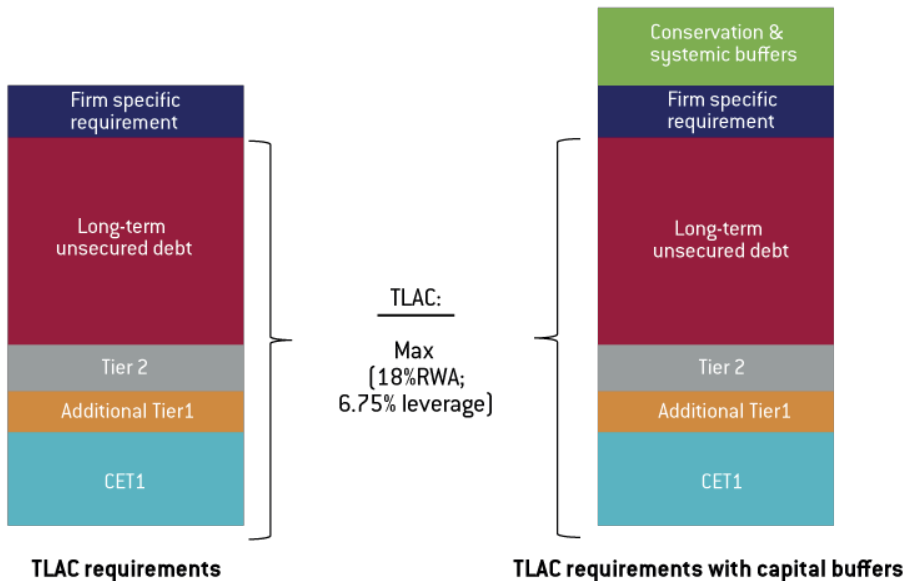 Firm specific
requirement
Long-term
unsecured debt
Tier 2
Additional Tier1
CET1
TLAC requirements
TLAC:
Max
(18%RWA;
6.75% leverage)
Conservation &
systemic buffers
Firm specific
requirement
Long-term
unsecured debt
Tier 2
Additional Tier1
CET1
TLAC requirements with capital buffers